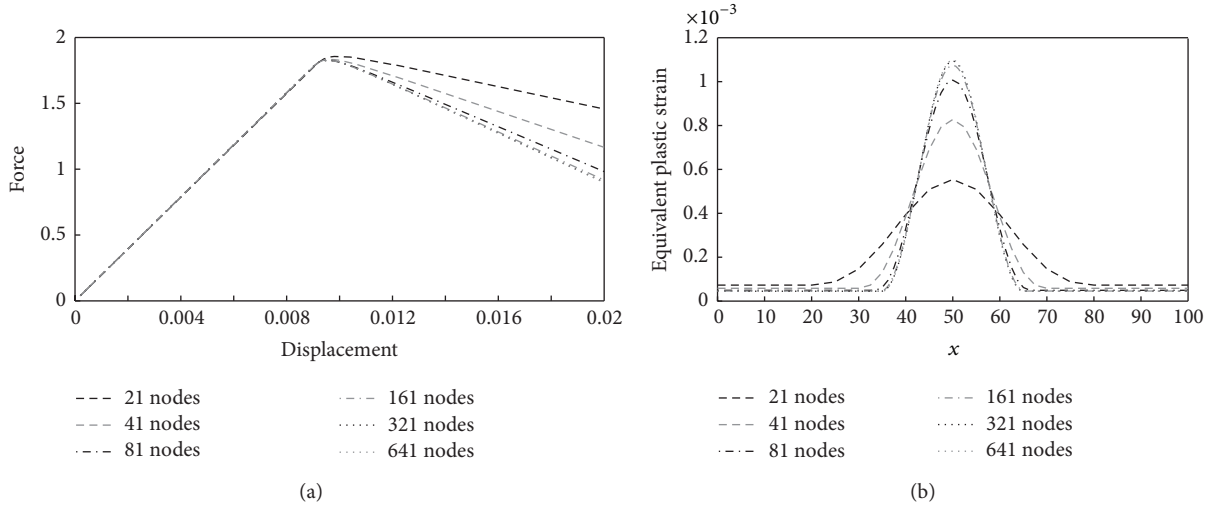 2
1.5
1
0.5
0
Force
0
0.004
0.008
0.012
0.016
0.02
Displacement
21 nodes
41 nodes
81 nodes
161 nodes
321 nodes
641 nodes
(a)
×10−3
1.2
1
0.8
0.6
0.4
0.2
0
Equivalent plastic strain
0
10
20
30
40
50
60
70
80
90
100
x
21 nodes
41 nodes
81 nodes
161 nodes
321 nodes
641 nodes
(b)